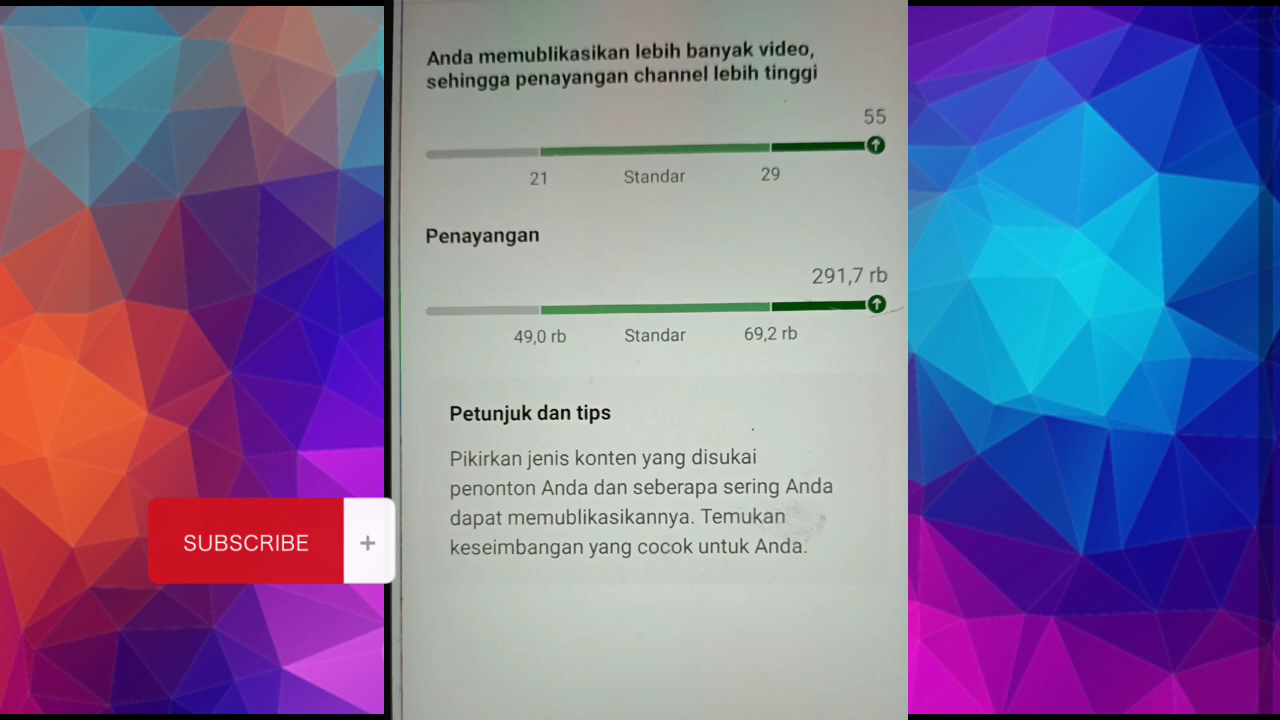 Anda memublikasikan lebih banyak video,
sehingga penayangan channel lebih tinggi
55
21 Standar 29
Penayangan
291,7 rb
49,0 rb Standar 69,2 rb
Petunjuk dan tips
Pikirkan jenis konten yang disukai
penonton Anda dan seberapa sering Anda
dapat memublikasikannya. Temukan
keseimbangan yang cocok untuk Anda.
SUBSCRIBE +